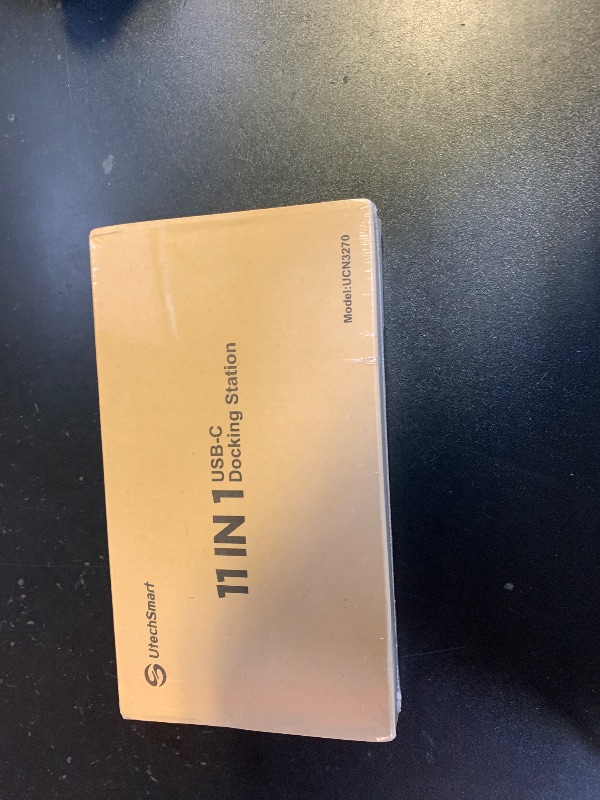 UtechSmart
11 IN 1
USB-C
Docking Station
Model:UCN3270